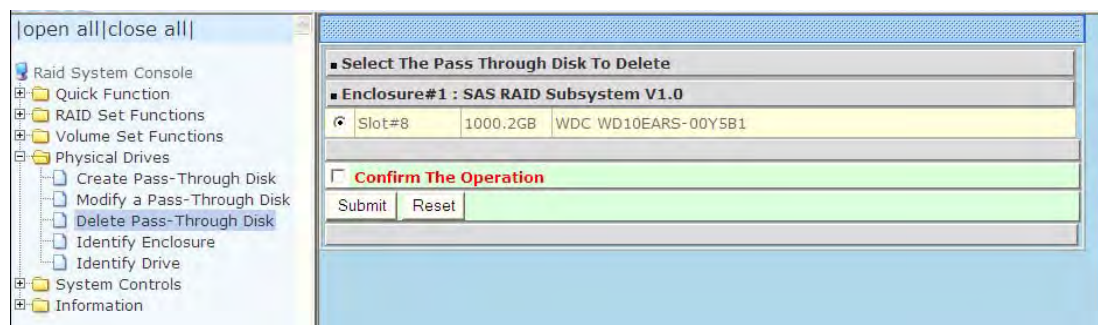 |open all|close all|
Raid System Console
Quick Function
RAID Set Functions
Volume Set Functions
Physical Drives
Create Pass-Through Disk
Modify a Pass-Through Disk
Delete Pass-Through Disk
Identify Enclosure
Identify Drive
System Controls
Information
Select The Pass Through Disk To Delete
Enclosure#1 : SAS RAID Subsystem V1.0
Slot#8 1000.2GB WDC WD10EARS-00Y5B1
Confirm The Operation
Submit Reset